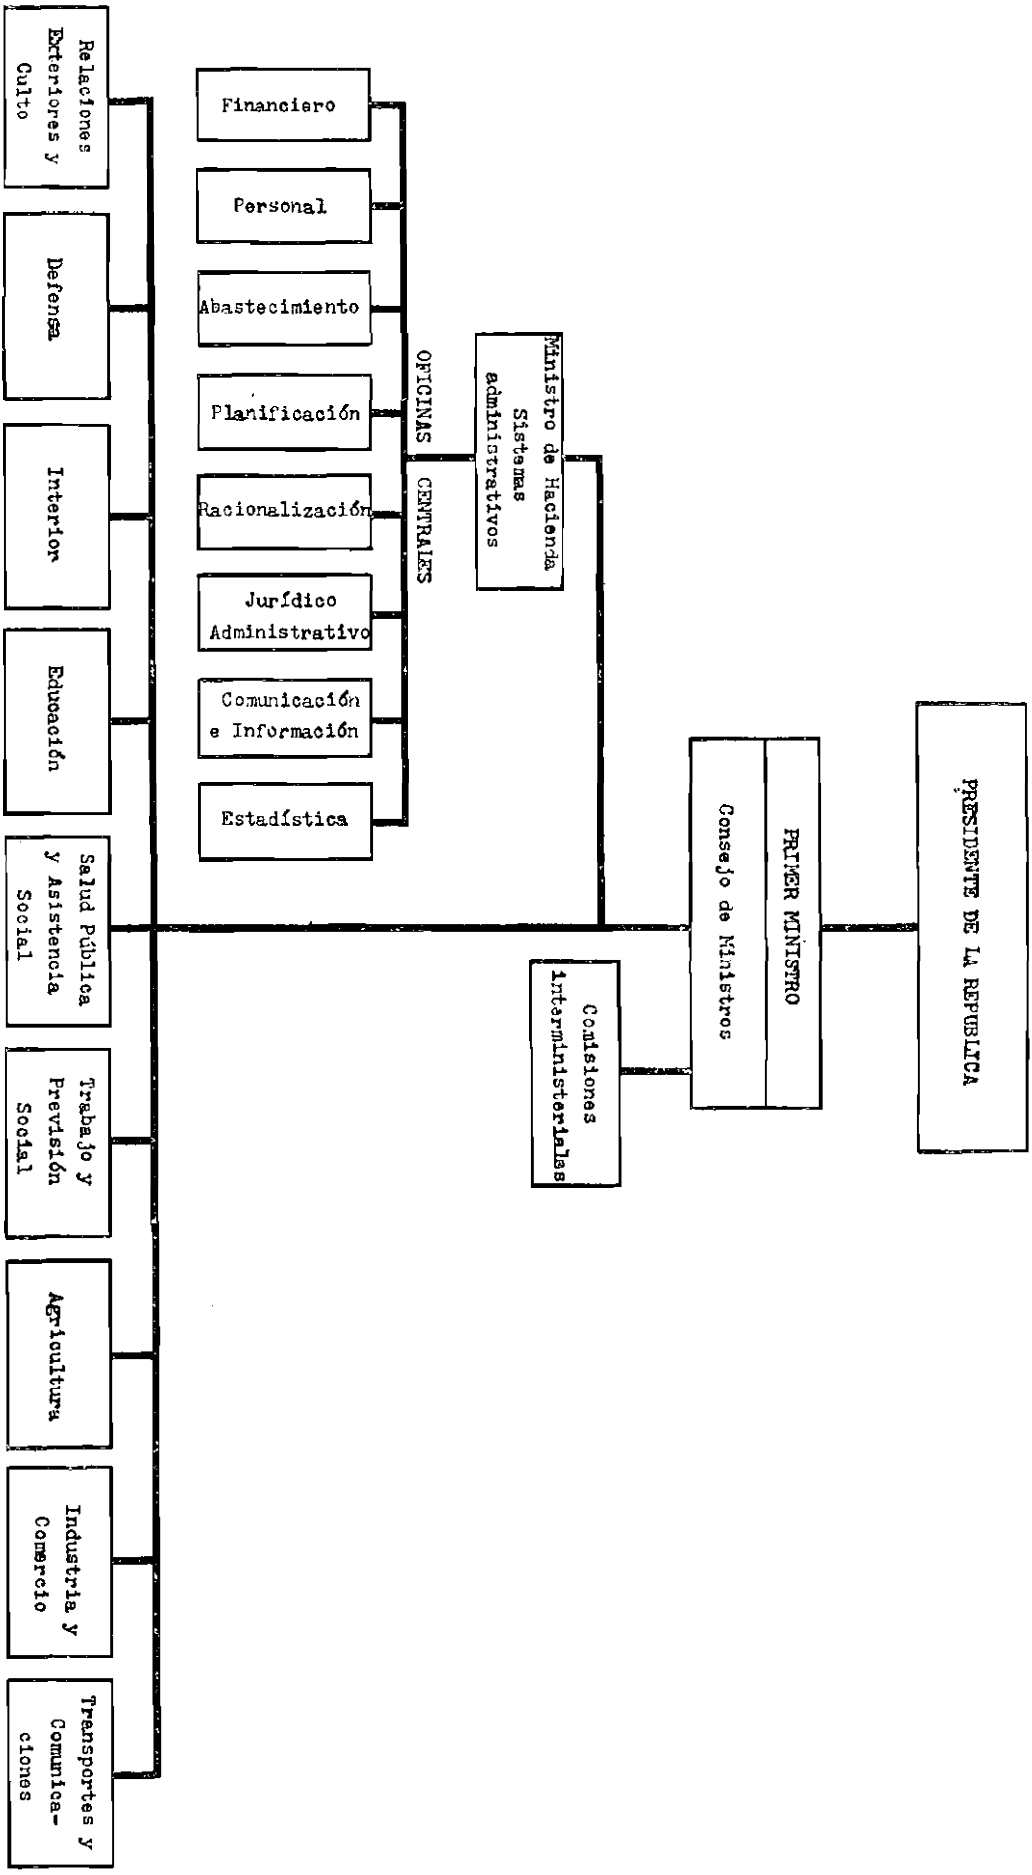 PRESIDENTE DE LA REPUBLICA
PRIMER MINISTRO
Consejo de Ministros
Comisiones
interministeriales
Ministro de Hacienda
Sistemas
administrativos
OFICINAS CENTRALES
Financiero
Personal
Abastecimiento
Planificación
Racionalización
Jurídico
Administrativo
Comunicación
e Información
Estadística
Relaciones
Exteriores y
Culto
Defensa
Interior
Educación
Salud Pública
y Asistencia
Social
Trabajo y
Previsión
Social
Agricultura
Industria y
Comercio
Transportes y
Comunica-
ciones